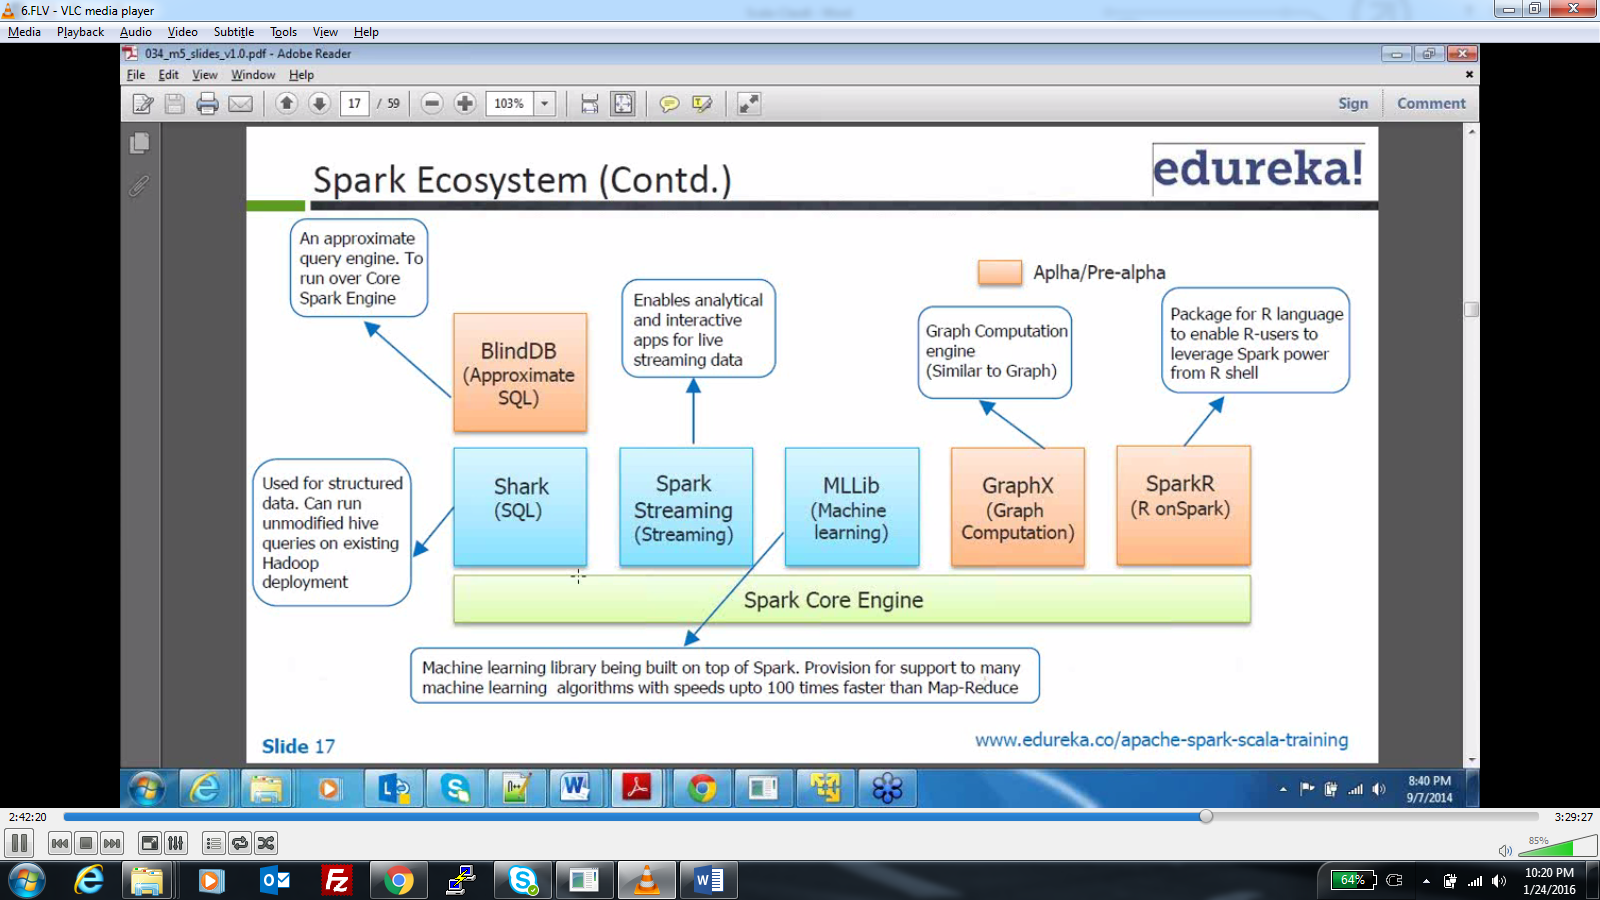 6.FLV - VLC media player
Media Playback Audio Video Subtitle Tools View Help
034_m5_slides_v1.0.pdf - Adobe Reader
File Edit View Window Help
17 / 59 103% Sign Comment
Spark Ecosystem (Contd.)
edureka!
An approximate
query engine. To
run over Core
Spark Engine
Aplha/Pre-alpha
Enables analytical
and interactive
apps for live
streaming data
Graph Computation
engine
(Similar to Graph)
Package for R language
to enable R-users to
leverage Spark power
from R shell
BlindDB
(Approximate
SQL)
Used for structured
data. Can run
unmodified hive
queries on existing
Hadoop
deployment
Shark
(SQL)
Spark
Streaming
(Streaming)
MLLib
(Machine
learning)
GraphX
(Graph
Computation)
SparkR
(R onSpark)
Spark Core Engine
Machine learning library being built on top of Spark. Provision for support to many
machine learning algorithms with speeds upto 100 times faster than Map-Reduce
Slide 17
www.edureka.co/apache-spark-scala-training
8:40 PM
9/7/2014
2:42:20
3:29:27
85%
64%
10:20 PM
1/24/2016